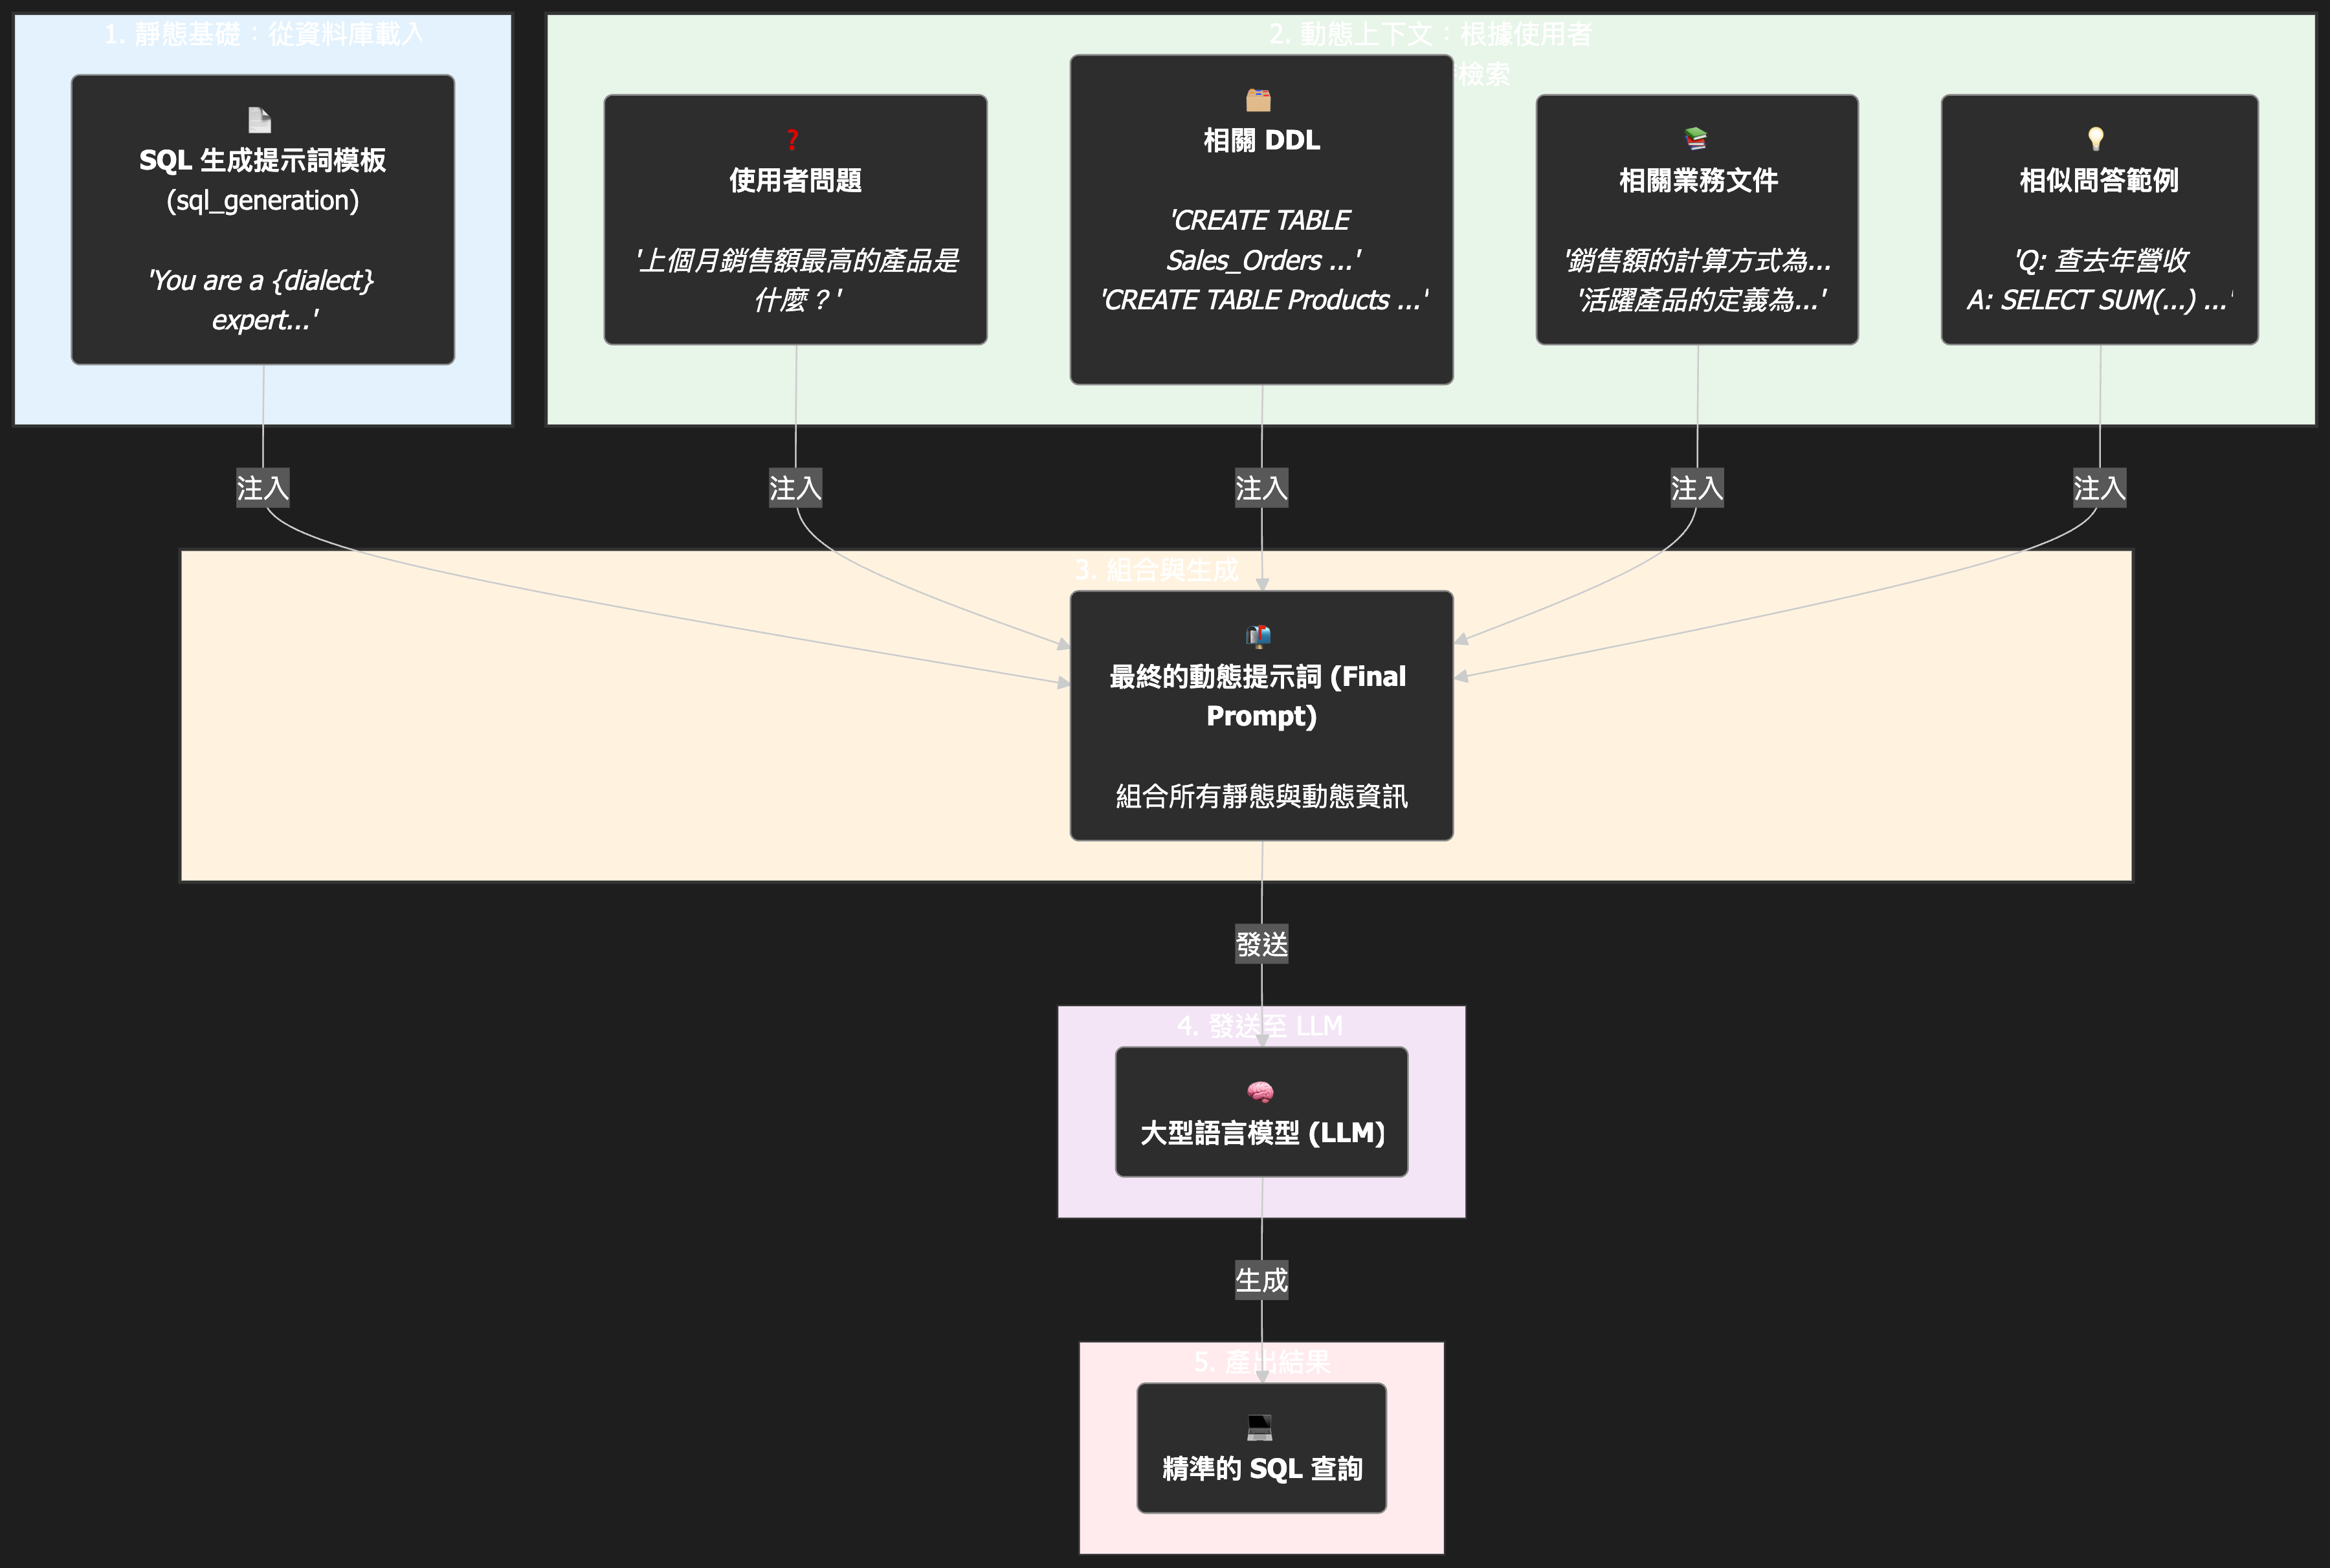 1. 靜態基礎：從資料庫載入
SQL 生成提示詞模板
(sql_generation)
'You are a {dialect}
expert...'
2. 動態上下文：根據使用者
檢索
使用者問題
'上個月銷售額最高的產品是
什麼？'
相關 DDL
'CREATE TABLE
Sales_Orders ...'
'CREATE TABLE Products ...'
相關業務文件
'銷售額的計算方式為...
'活躍產品的定義為...'
相似問答範例
'Q: 查去年營收
A: SELECT SUM(...) ...'
注入
注入
注入
注入
注入
3. 組合與生成
最終的動態提示詞 (Final
Prompt)
組合所有靜態與動態資訊
發送
4. 發送至 LLM
大型語言模型 (LLM)
生成
5. 產出結果
精準的 SQL 查詢